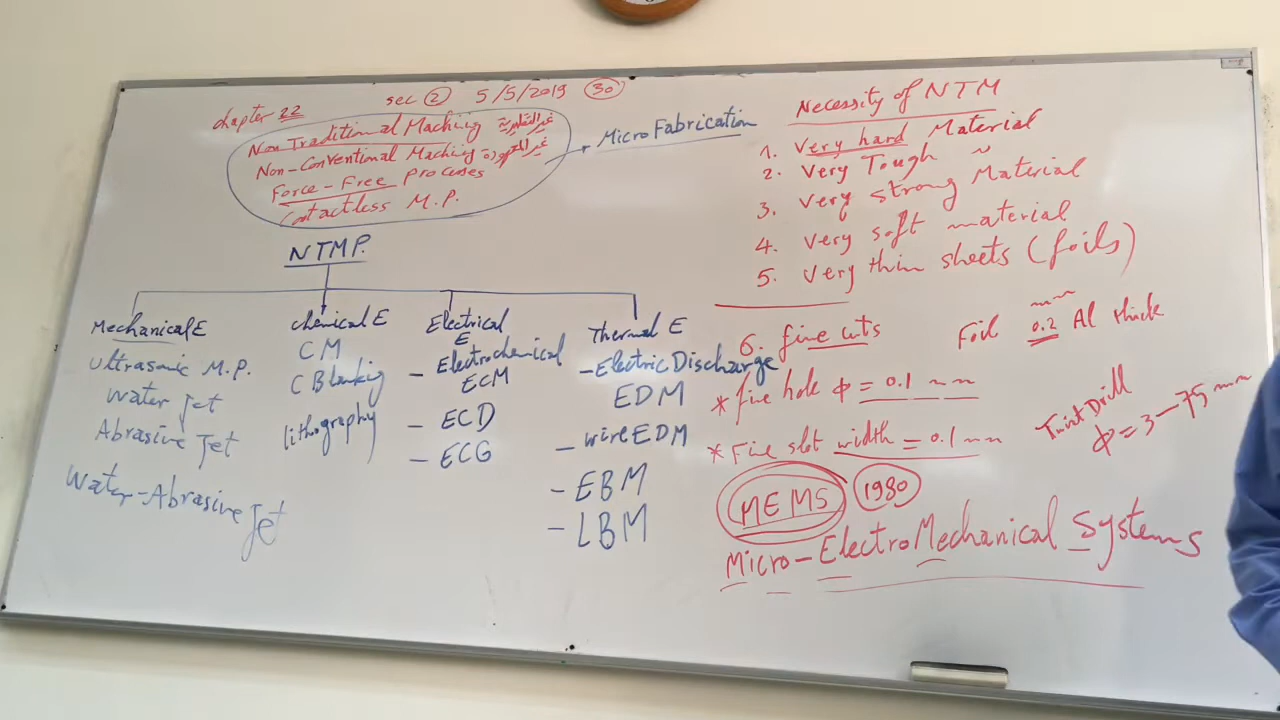 chapter 22
sec 2 5/5/2019 30
Non Traditional Machining غير التقليدية
Non-Conventional Maching
Force-Free Processes
Contactless M.P.
Micro Fabrication
NTMP.
Mechanical E
Ultrasonic M.P.
Water Jet
Abrasive Jet
Water-Abrasive Jet
chemical E
CM
C Blanking
lithography
Electrical
E
- Electrochemical
ECM
- ECD
- ECG
Thermal E
- Electric Discharge
EDM
- wire EDM
- EBM
- LBM
Necessity of NTM
1. Very hard Material
2. Very Tough ~
3. Very strong Material
4. Very soft material
5. Very thin sheets (foils)
6. fine cuts
Foil 0.2 mm Al thick
* fine hole φ = 0.1 mm
* Fine slot width = 0.1 mm
Twist Drill
φ = 3 - 75 mm
MEMS 1980
Micro-ElectroMechanical Systems